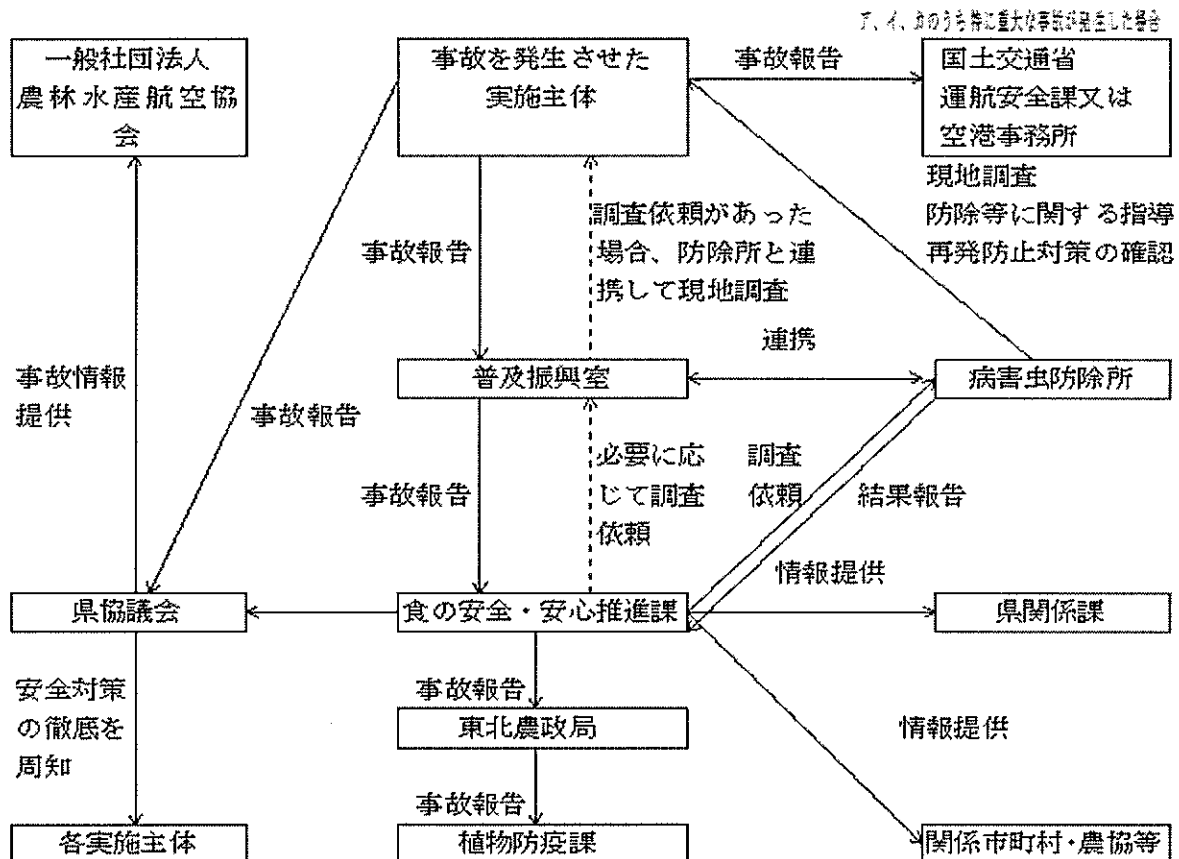 ア、イ、カのうち特に重大な事故が発生した場合
一般社団法人
農林水産航空協
会
事故を発生させた
実施主体
事故報告
国土交通省
運航安全課又は
空港事務所
現地調査
防除等に関する指導
再発防止対策の確認
調査依頼があった
場合、防除所と連
携して現地調査
事故報告
連携
普及振興室
病害虫防除所
事故情報
提供
事故報告
事故報告
必要に応
じて調査
依頼
調査
依頼
結果報告
情報提供
県協議会
食の安全・安心推進課
県関係課
安全対策
の徹底を
周知
事故報告
東北農政局
情報提供
事故報告
各実施主体
植物防疫課
関係市町村・農協等